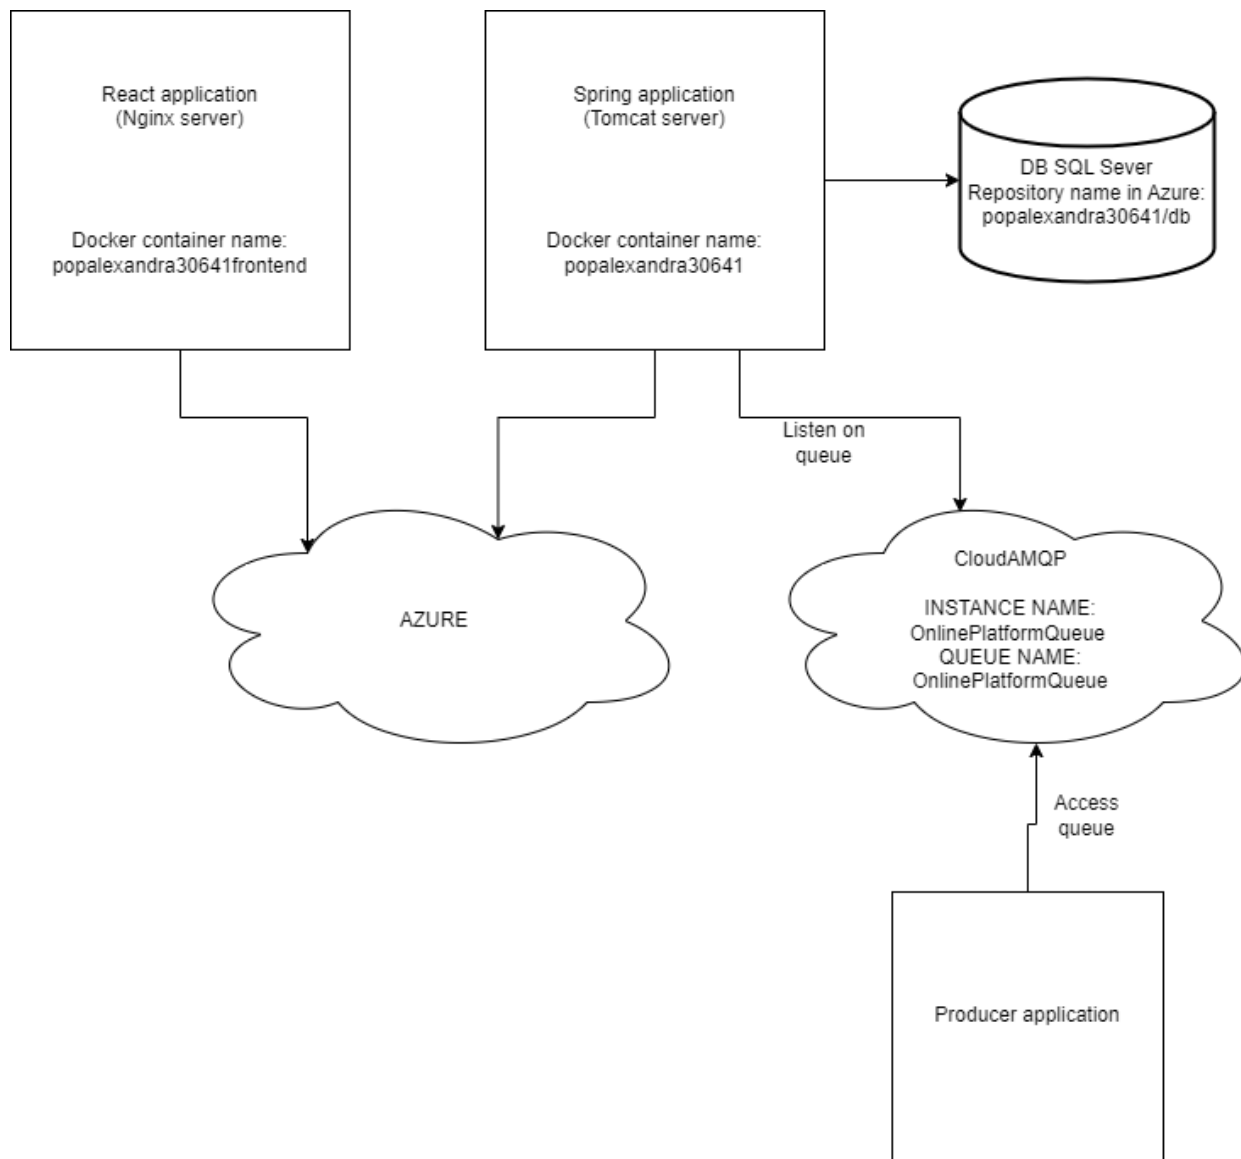 React application
(Nginx server)
Docker container name:
popalexandra30641frontend
Spring application
(Tomcat server)
Docker container name:
popalexandra30641
DB SQL Sever
Repository name in Azure:
popalexandra30641/db
Listen on
queue
AZURE
CloudAMQP
INSTANCE NAME:
OnlinePlatformQueue
QUEUE NAME:
OnlinePlatformQueue
Access
queue
Producer application